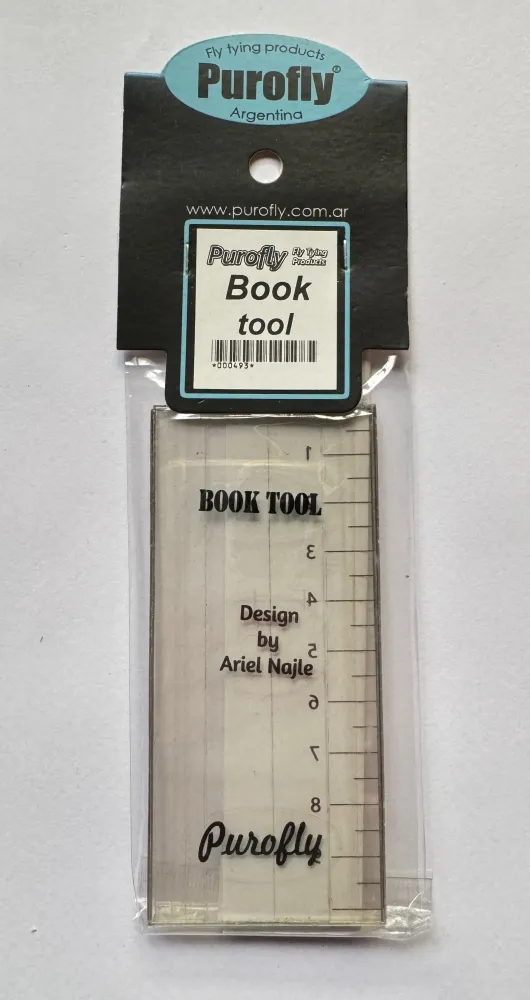 Fly tying products
Purofly®
Argentina
www.purofly.com.ar
Purofly Fly Tying
Products
Book
tool
*000493*
1
BOOK TOOL
3
4
Design
by
5
Ariel Najle
6
7
8
Purofly